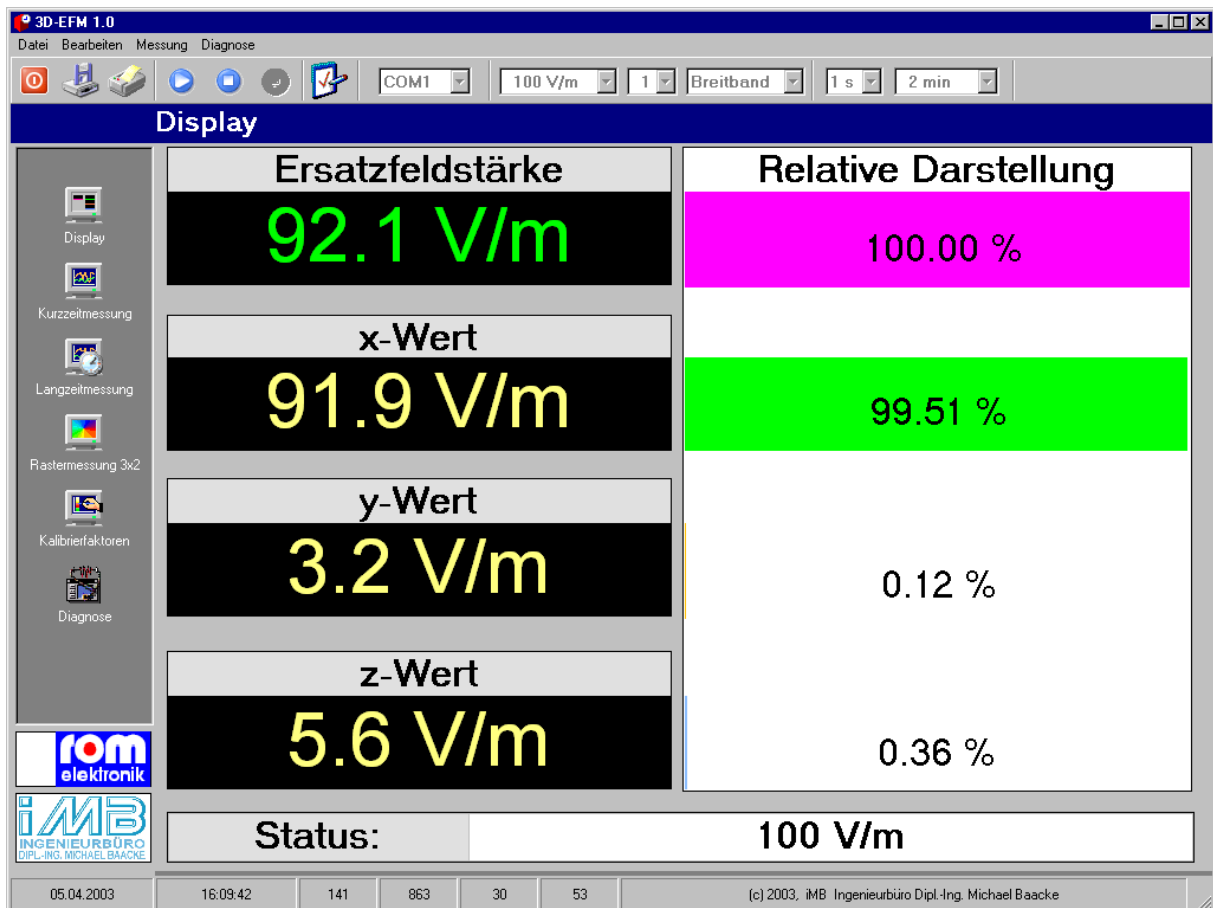 3D-EFM 1.0
Datei Bearbeiten Messung Diagnose
COM1 100 V/m 1 Breitband 1 s 2 min
Display
Ersatzfeldstärke
92.1 V/m
Relative Darstellung
100.00 %
x-Wert
91.9 V/m
99.51 %
y-Wert
3.2 V/m
0.12 %
z-Wert
5.6 V/m
0.36 %
Display
Kurzzeitmessung
Langzeitmessung
Rastermessung 3x2
Kalibrierfaktoren
Diagnose
rom
elektronik
iMB
INGENIEURBÜRO
DIPL.-ING. MICHAEL BAACKE
Status: 100 V/m
05.04.2003 16:09:42 141 863 30 53 (c) 2003, iMB Ingenieurbüro Dipl.-Ing. Michael Baacke